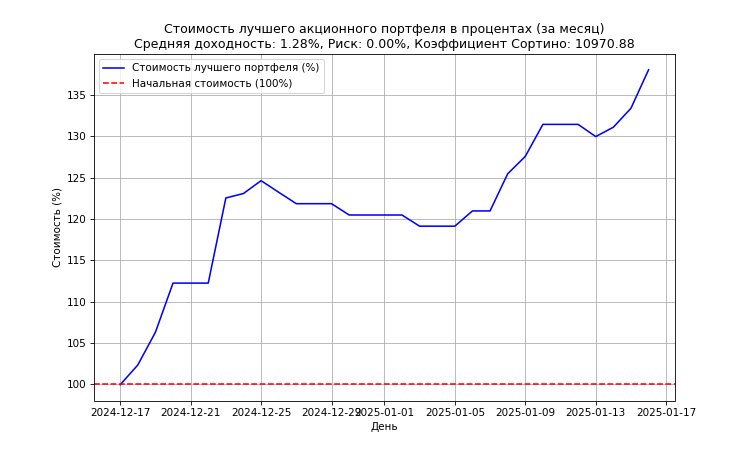 Стоимость лучшего акционного портфеля в процентах (за месяц)
Средняя доходность: 1.28%, Риск: 0.00%, Коэффициент Сортино: 10970.88
Стоимость лучшего портфеля (%)
Начальная стоимость (100%)
Стоимость (%)
135
130
125
120
115
110
105
100
2024-12-17
2024-12-21
2024-12-25
2024-12-29
2025-01-01
2025-01-05
2025-01-09
2025-01-13
2025-01-17
День